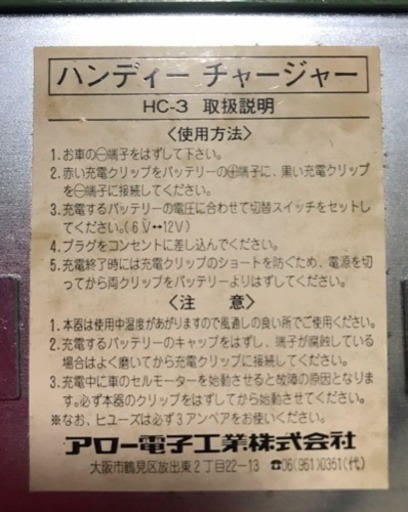 ハンディー チャージャー
HC-3 取扱説明
〈使用方法〉
1.お車の㊀端子をはずして下さい。
2.赤い充電クリップをバッテリーの⊕端子に、黒い充電クリップ
を⊖端子に接続してください。
3.充電するバッテリーの電圧に合わせて切替スイッチをセットし
てください。(6V↔12V)
4.プラグをコンセントに差し込んでください。
5.充電終了時には充電クリップのショートを防ぐため、電源を切
ってから両クリップをバッテリーよりはずしてください。
〈注 意〉
1.本器は使用中温度があがりますので風通しの良い所でご使用ください。
2.充電するバッテリーのキャップをはずし、端子が腐蝕している
場合はよく磨いてから充電クリップに接続してください。
3.充電中に車のセルモーターを始動させると故障の原因となりま
す。必ず本器のクリップをはずしてから始動させてください。
※なお、ヒューズは必ず3アンペアをお使いください。
アロー電子工業株式会社
大阪市鶴見区放出東2丁目22-13 ☎06(961)0351(代)